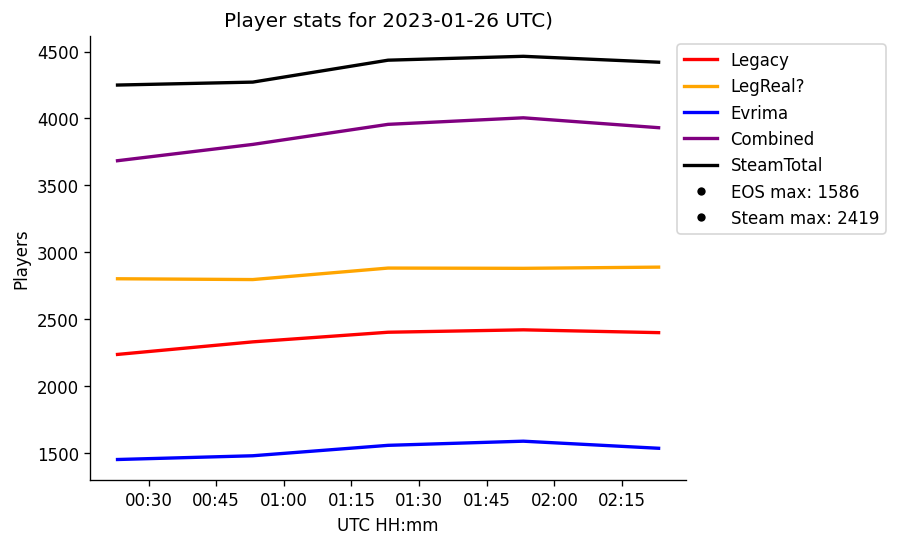 Player stats for 2023-01-26 UTC)
4500
4000
3500
3000
2500
2000
1500
Players
00:30 00:45 01:00 01:15 01:30 01:45 02:00 02:15
UTC HH:mm
Legacy
LegReal?
Evrima
Combined
SteamTotal
EOS max: 1586
Steam max: 2419